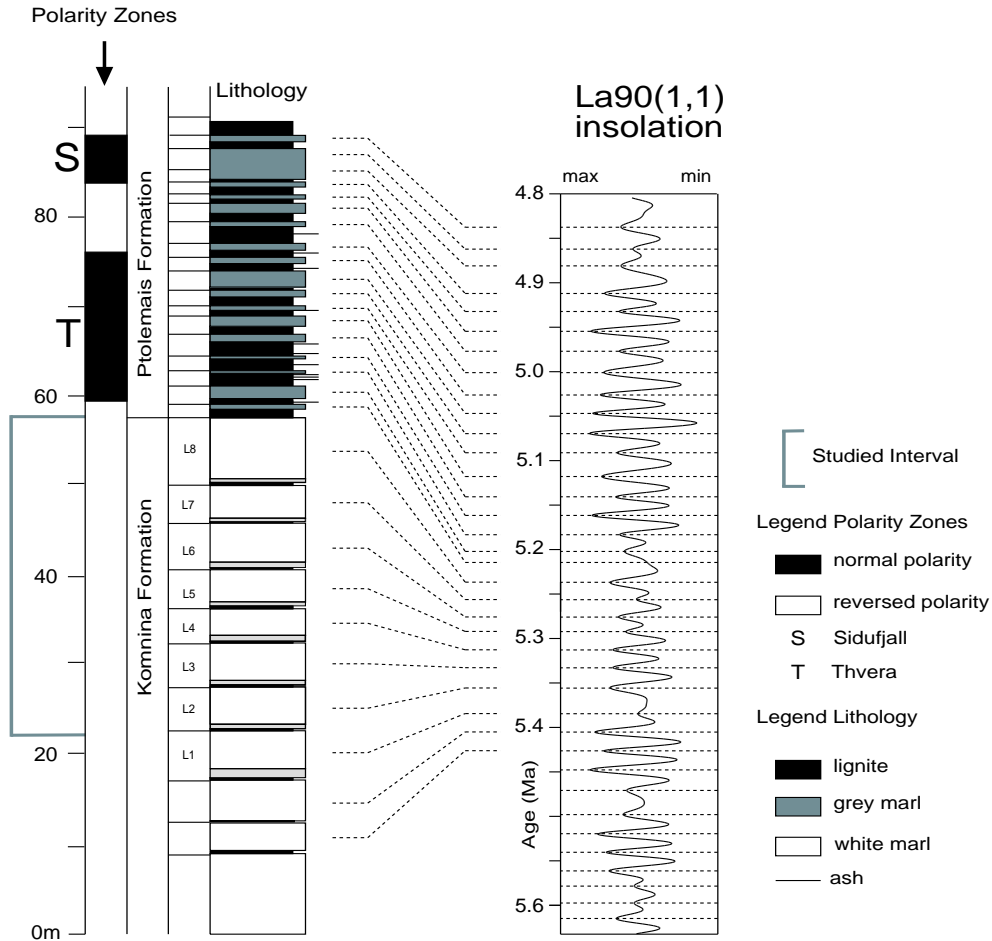 Polarity Zones
Lithology
La90(1,1)
insolation
max
min
S
T
80
60
40
20
0m
Ptolemais Formation
Komnina Formation
L8
L7
L6
L5
L4
L3
L2
L1
4.8
4.9
5.0
5.1
5.2
5.3
5.4
5.6
Age (Ma)
Studied Interval
Legend Polarity Zones
normal polarity
reversed polarity
S Sidufjall
T Thvera
Legend Lithology
lignite
grey marl
white marl
ash